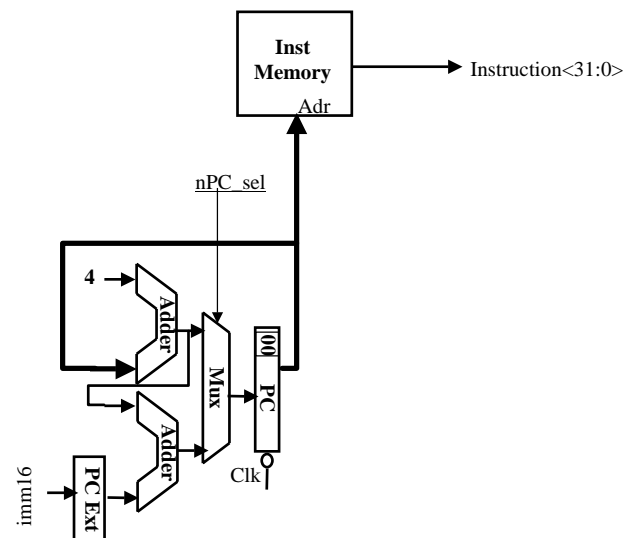 Inst
Memory
Adr
Instruction<31:0>
nPC_sel
4
Adder
Mux
00
PC
Adder
Clk
imm16
PC Ext